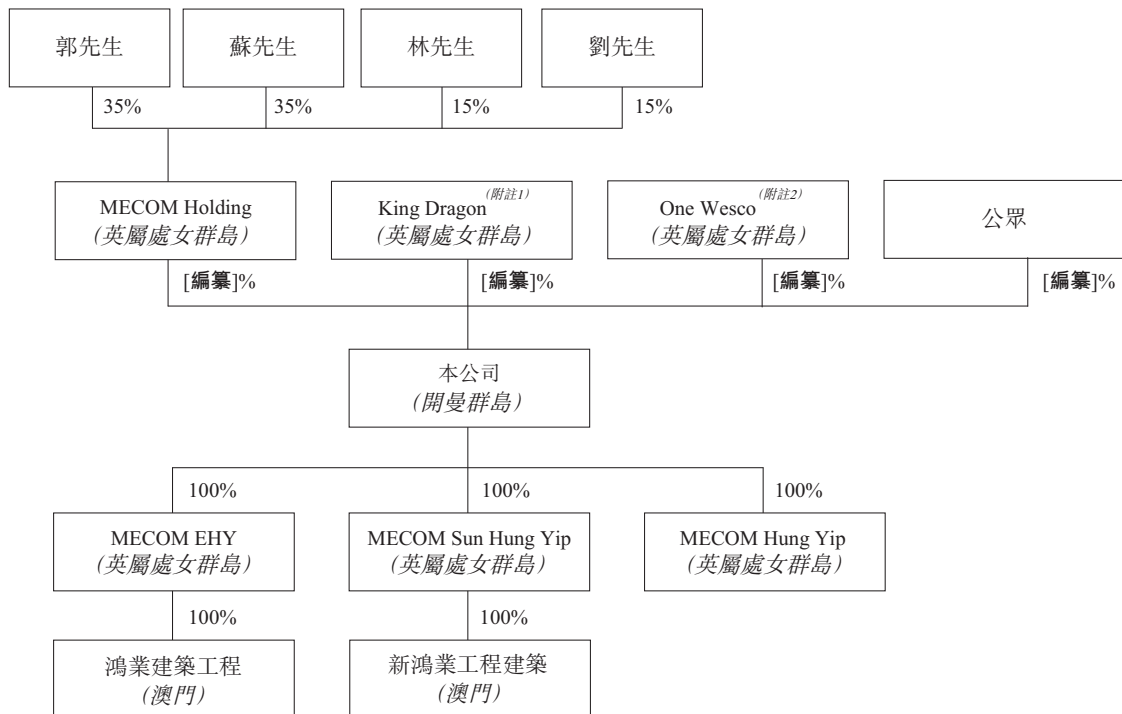 郭先生
蘇先生
林先生
劉先生
35%
35%
15%
15%
MECOM Holding
(英屬處女群島)
King Dragon(附註1)
(英屬處女群島)
One Wesco(附註2)
(英屬處女群島)
公眾
[編纂]%
[編纂]%
[編纂]%
[編纂]%
本公司
(開曼群島)
100%
100%
100%
MECOM EHY
(英屬處女群島)
MECOM Sun Hung Yip
(英屬處女群島)
MECOM Hung Yip
(英屬處女群島)
100%
100%
鴻業建築工程
(澳門)
新鴻業工程建築
(澳門)